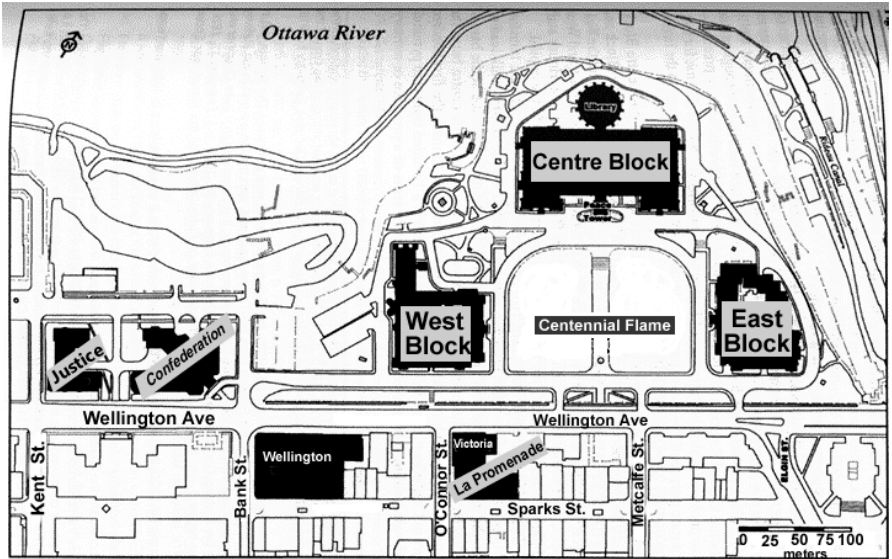 Ottawa River
N
Library
Centre Block
Peace
Tower
Rideau Canal
West
Block
Centennial Flame
East
Block
Justice
Confederation
Wellington Ave
Wellington Ave
Kent St.
Bank St.
Wellington
O'Connor St.
Victoria
La Promenade
Sparks St.
Metcalfe St.
ELGIN ST.
0 25 50 75 100
meters